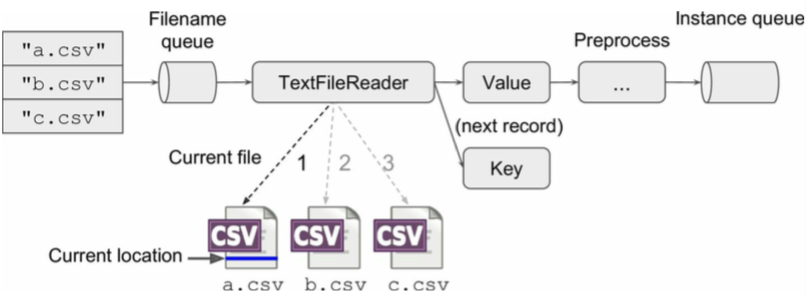 Filename
queue
Instance queue
Preprocess
"a.csv"
"b.csv"
"c.csv"
TextFileReader
Value
...
(next record)
Key
Current file
1
2
3
CSV
CSV
CSV
Current location
a.csv
b.csv
c.csv